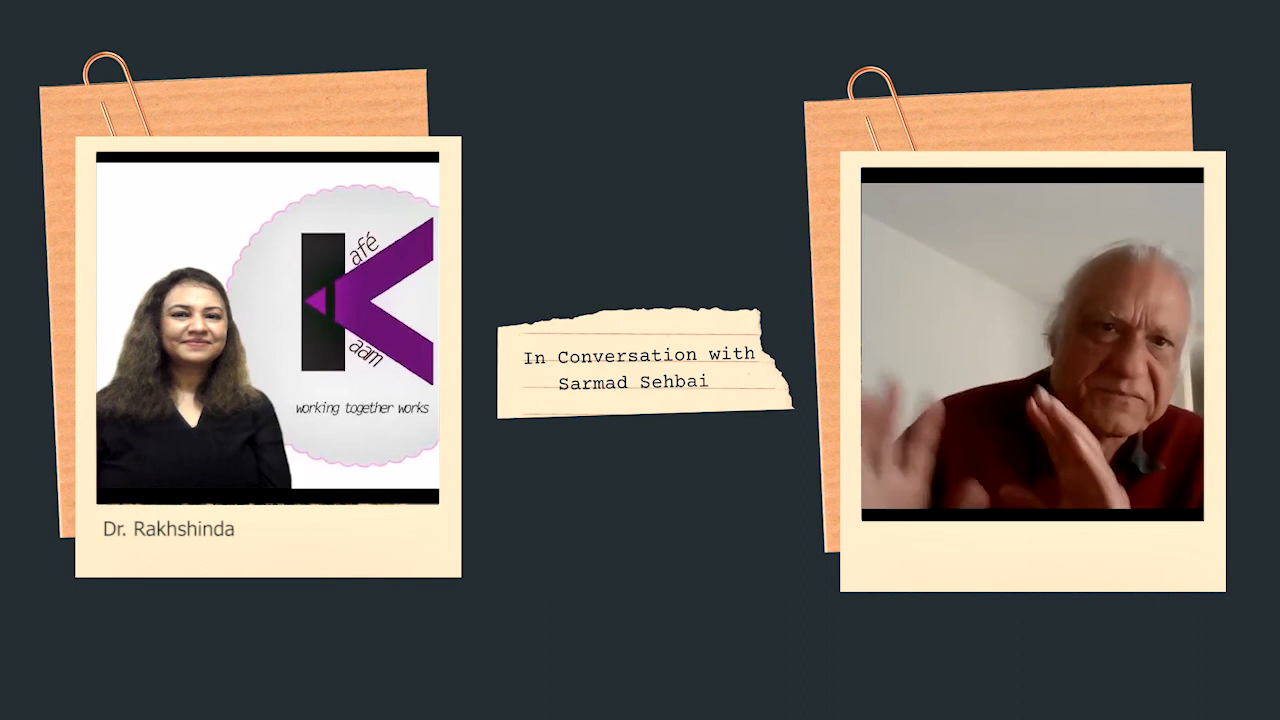 afé
aam
working together works
Dr. Rakhshinda
In Conversation with
Sarmad Sehbai